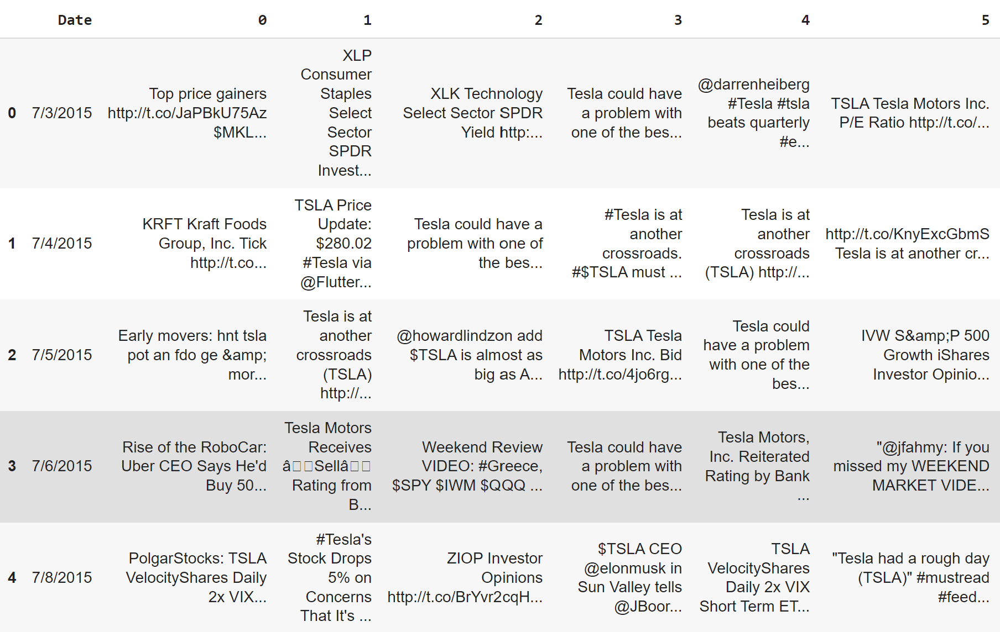 Date 0 1 2 3 4 5
0 7/3/2015
Top price gainers
http://t.co/JaPBkU75Az
$MKL...
XLP
Consumer
Staples
Select
Sector
SPDR
Invest...
XLK Technology
Select Sector SPDR
Yield http:...
Tesla could have
a problem with
one of the bes...
@darrenheiberg
#Tesla #tsla
beats quarterly
#e...
TSLA Tesla Motors Inc.
P/E Ratio http://t.co/...
1 7/4/2015
KRFT Kraft Foods
Group, Inc. Tick
http://t.co...
TSLA Price
Update:
$280.02
#Tesla via
@Flutter...
Tesla could have a
problem with one of
the bes...
#Tesla is at
another
crossroads.
#$TSLA must ...
Tesla is at
another
crossroads
(TSLA) http://...
http://t.co/KnyExcGbmS
Tesla is at another cr...
2 7/5/2015
Early movers: hnt tsla
pot an fdo ge &amp;
mor...
Tesla is at
another
crossroads
(TSLA)
http://...
@howardlindzon add
$TSLA is almost as
big as A...
TSLA Tesla
Motors Inc. Bid
http://t.co/4jo6rg...
Tesla could
have a problem
with one of the
bes...
IVW S&amp;P 500
Growth iShares
Investor Opinio...
3 7/6/2015
Rise of the RoboCar:
Uber CEO Says He'd
Buy 50...
Tesla Motors
Receives
â□□Sellâ□□
Rating from
B...
Weekend Review
VIDEO: #Greece,
$SPY $IWM $QQQ ...
Tesla could have
a problem with
one of the bes...
Tesla Motors,
Inc. Reiterated
Rating by Bank
...
"@jfahmy: If you
missed my WEEKEND
MARKET VIDE...
4 7/8/2015
PolgarStocks: TSLA
VelocityShares Daily
2x VIX...
#Tesla's
Stock Drops
5% on
Concerns
That It's ...
ZIOP Investor
Opinions
http://t.co/BrYvr2cqH...
$TSLA CEO
@elonmusk in
Sun Valley tells
@JBoor...
TSLA
VelocityShares
Daily 2x VIX
Short Term ET...
"Tesla had a rough day
(TSLA)" #mustread
#feed...